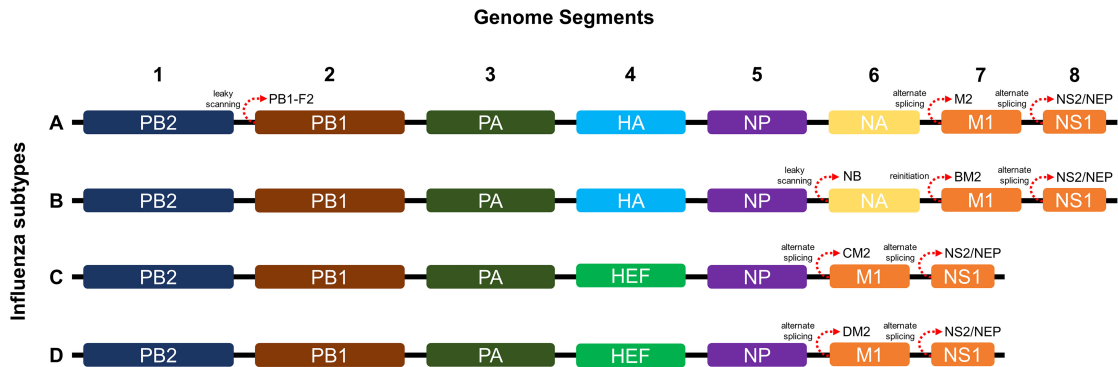 Genome Segments
1 2 3 4 5 6 7 8
leaky scanning PB1-F2 alternate splicing M2 alternate splicing NS2/NEP
A PB2 PB1 PA HA NP NA M1 NS1
leaky scanning NB reinitiation BM2 alternate splicing NS2/NEP
B PB2 PB1 PA HA NP NA M1 NS1
alternate splicing CM2 alternate splicing NS2/NEP
C PB2 PB1 PA HEF NP M1 NS1
alternate splicing DM2 alternate splicing NS2/NEP
D PB2 PB1 PA HEF NP M1 NS1
Influenza subtypes